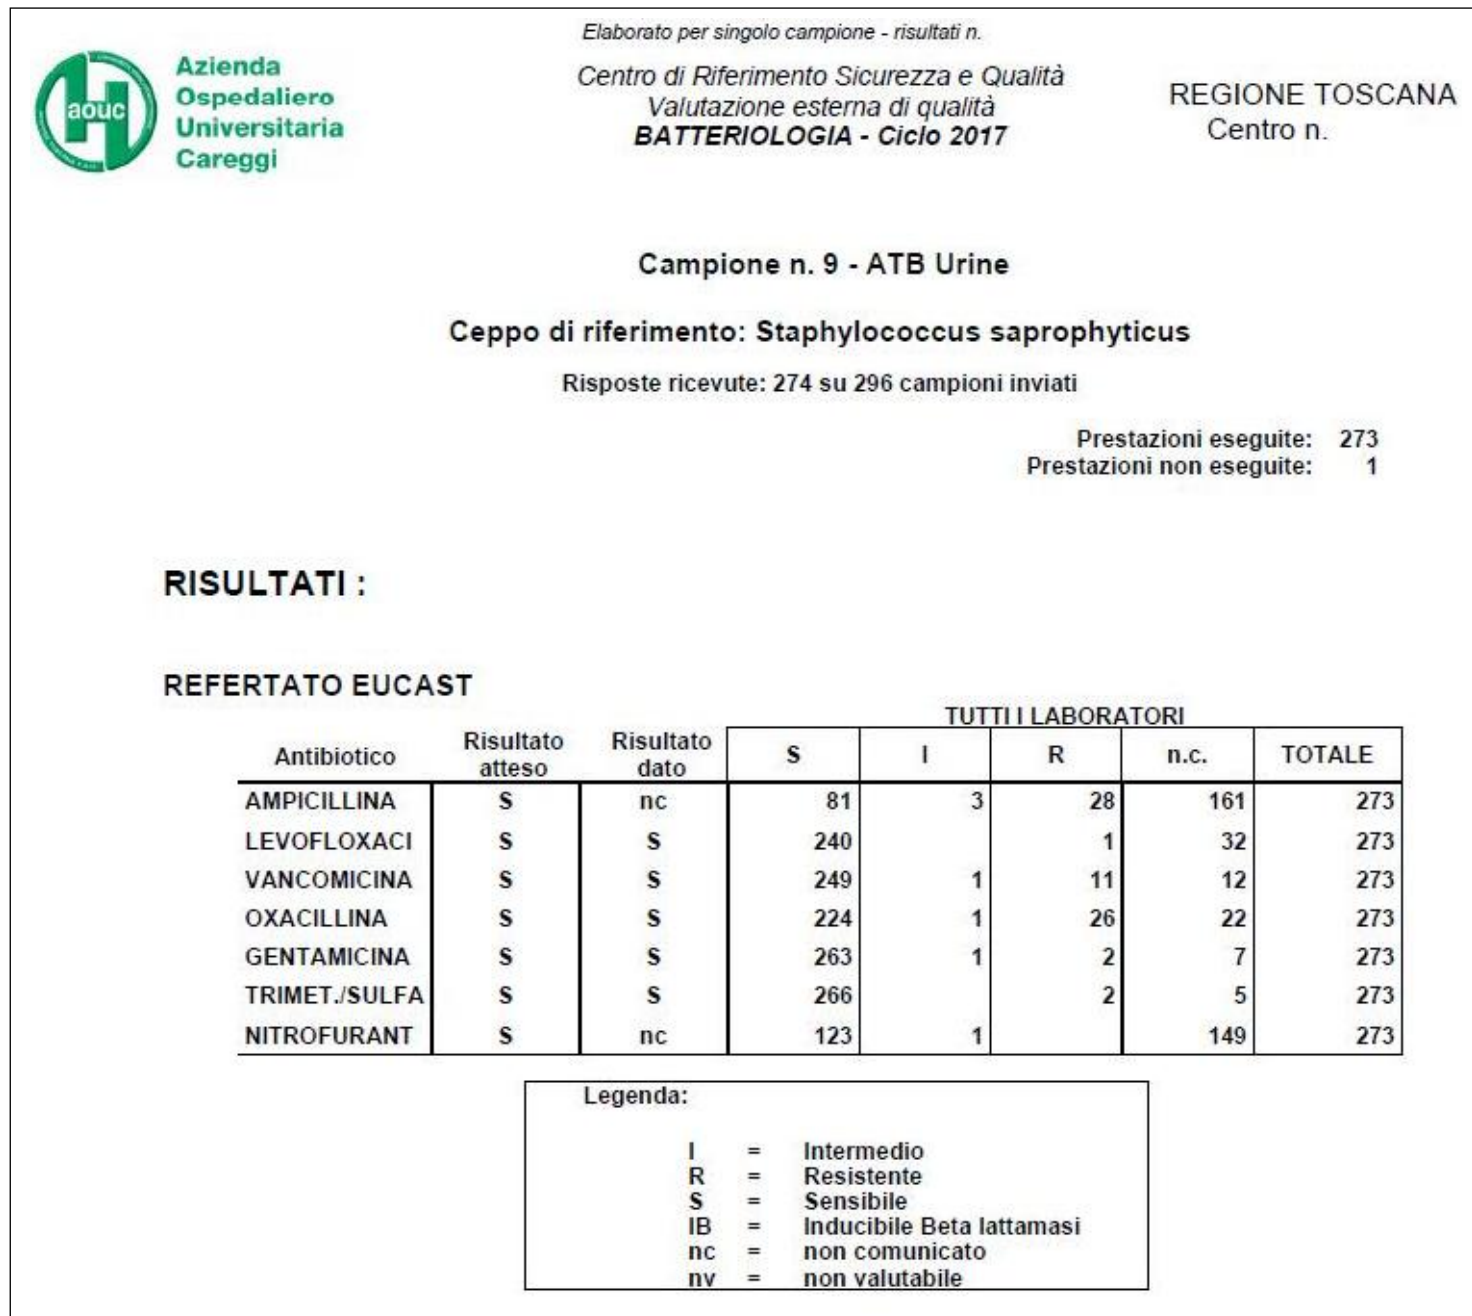 Elaborato per singolo campione - risultati n.
aouc
Azienda
Ospedaliero
Universitaria
Careggi
Centro di Riferimento Sicurezza e Qualità
Valutazione esterna di qualità
BATTERIOLOGIA - Ciclo 2017
REGIONE TOSCANA
Centro n.
Campione n. 9 - ATB Urine
Ceppo di riferimento: Staphylococcus saprophyticus
Risposte ricevute: 274 su 296 campioni inviati
Prestazioni eseguite: 273
Prestazioni non eseguite: 1
RISULTATI :
REFERTATO EUCAST
TUTTI I LABORATORI
Antibiotico Risultato atteso Risultato dato S I R n.c. TOTALE
AMPICILLINA S nc 81 3 28 161 273
LEVOFLOXACI S S 240 1 32 273
VANCOMICINA S S 249 1 11 12 273
OXACILLINA S S 224 1 26 22 273
GENTAMICINA S S 263 1 2 7 273
TRIMET./SULFA S S 266 2 5 273
NITROFURANT S nc 123 1 149 273
Legenda:
I = Intermedio
R = Resistente
S = Sensibile
IB = Inducibile Beta lattamasi
nc = non comunicato
nv = non valutabile